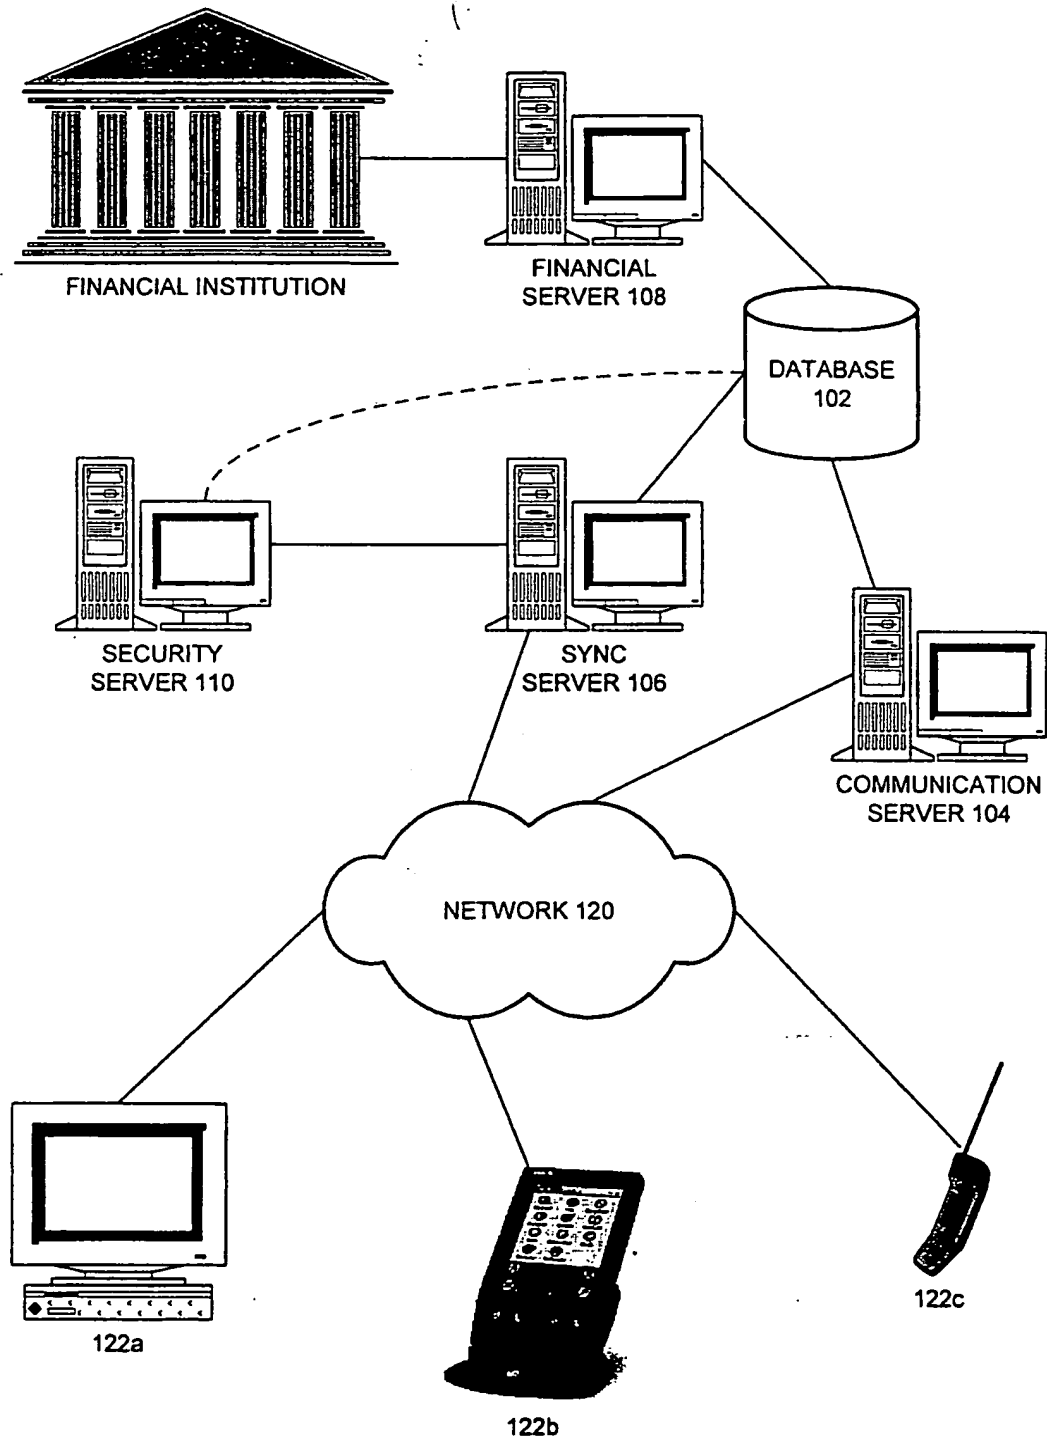 FINANCIAL INSTITUTION
FINANCIAL
SERVER 108
DATABASE
102
SECURITY
SERVER 110
SYNC
SERVER 106
COMMUNICATION
SERVER 104
NETWORK 120
122a
122b
122c